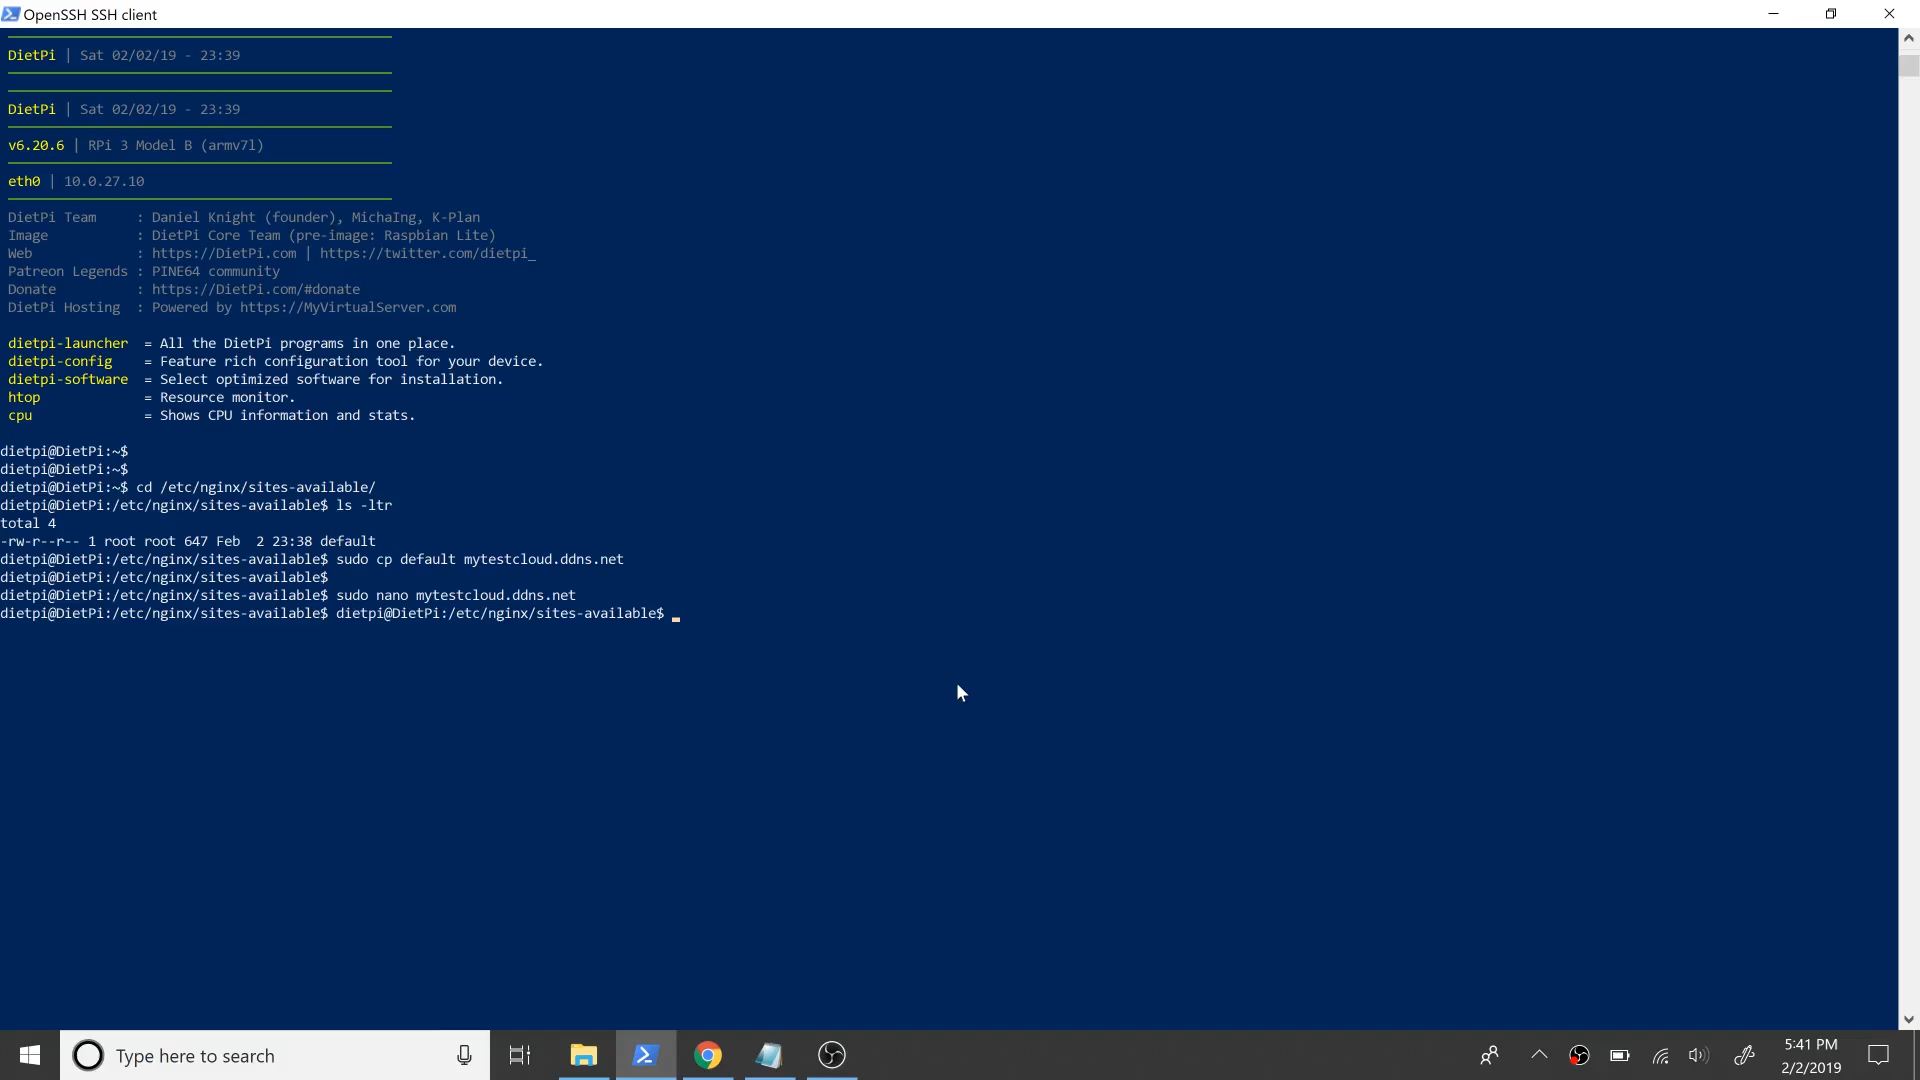 OpenSSH SSH client
DietPi | Sat 02/02/19 - 23:39
DietPi | Sat 02/02/19 - 23:39
v6.20.6 | RPi 3 Model B (armv7l)
eth0 | 10.0.27.10
DietPi Team : Daniel Knight (founder), MichaIng, K-Plan
Image : DietPi Core Team (pre-image: Raspbian Lite)
Web : https://DietPi.com | https://twitter.com/dietpi_
Patreon Legends : PINE64 community
Donate : https://DietPi.com/#donate
DietPi Hosting : Powered by https://MyVirtualServer.com
dietpi-launcher = All the DietPi programs in one place.
dietpi-config = Feature rich configuration tool for your device.
dietpi-software = Select optimized software for installation.
htop = Resource monitor.
cpu = Shows CPU information and stats.
dietpi@DietPi:~$
dietpi@DietPi:~$
dietpi@DietPi:~$ cd /etc/nginx/sites-available/
dietpi@DietPi:/etc/nginx/sites-available$ ls -ltr
total 4
-rw-r--r-- 1 root root 647 Feb  2 23:38 default
dietpi@DietPi:/etc/nginx/sites-available$ sudo cp default mytestcloud.ddns.net
dietpi@DietPi:/etc/nginx/sites-available$
dietpi@DietPi:/etc/nginx/sites-available$ sudo nano mytestcloud.ddns.net
dietpi@DietPi:/etc/nginx/sites-available$ dietpi@DietPi:/etc/nginx/sites-available$
Type here to search
5:41 PM
2/2/2019